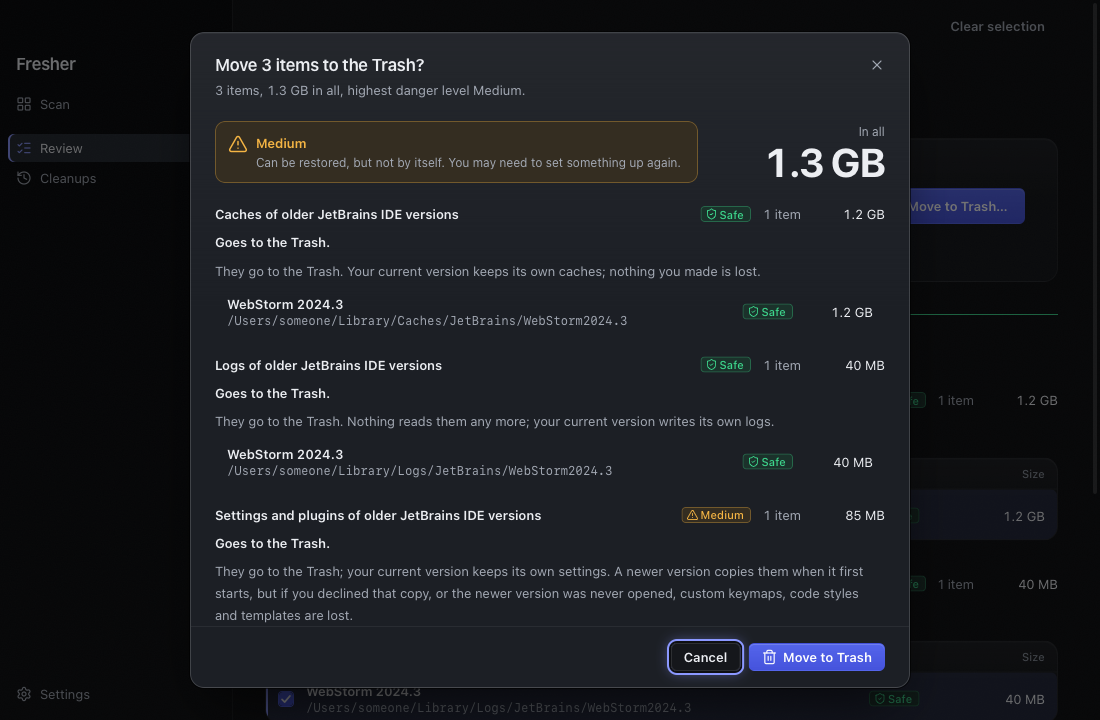 Clear selection
Fresher
Scan
Review
Cleanups
Settings
Move 3 items to the Trash?
3 items, 1.3 GB in all, highest danger level Medium.
Medium
Can be restored, but not by itself. You may need to set something up again.
In all
1.3 GB
Caches of older JetBrains IDE versions
Safe
1 item
1.2 GB
Goes to the Trash.
They go to the Trash. Your current version keeps its own caches; nothing you made is lost.
WebStorm 2024.3
/Users/someone/Library/Caches/JetBrains/WebStorm2024.3
Safe
1.2 GB
Logs of older JetBrains IDE versions
Safe
1 item
40 MB
Goes to the Trash.
They go to the Trash. Nothing reads them any more; your current version writes its own logs.
WebStorm 2024.3
/Users/someone/Library/Logs/JetBrains/WebStorm2024.3
Safe
40 MB
Settings and plugins of older JetBrains IDE versions
Medium
1 item
85 MB
Goes to the Trash.
They go to the Trash; your current version keeps its own settings. A newer version copies them when it first
starts, but if you declined that copy, or the newer version was never opened, custom keymaps, code styles
and templates are lost.
Cancel
Move to Trash
Move to Trash...
1 item
1.2 GB
Size
1.2 GB
1 item
40 MB
Size
WebStorm 2024.3
/Users/someone/Library/Logs/JetBrains/WebStorm2024.3
Safe
40 MB